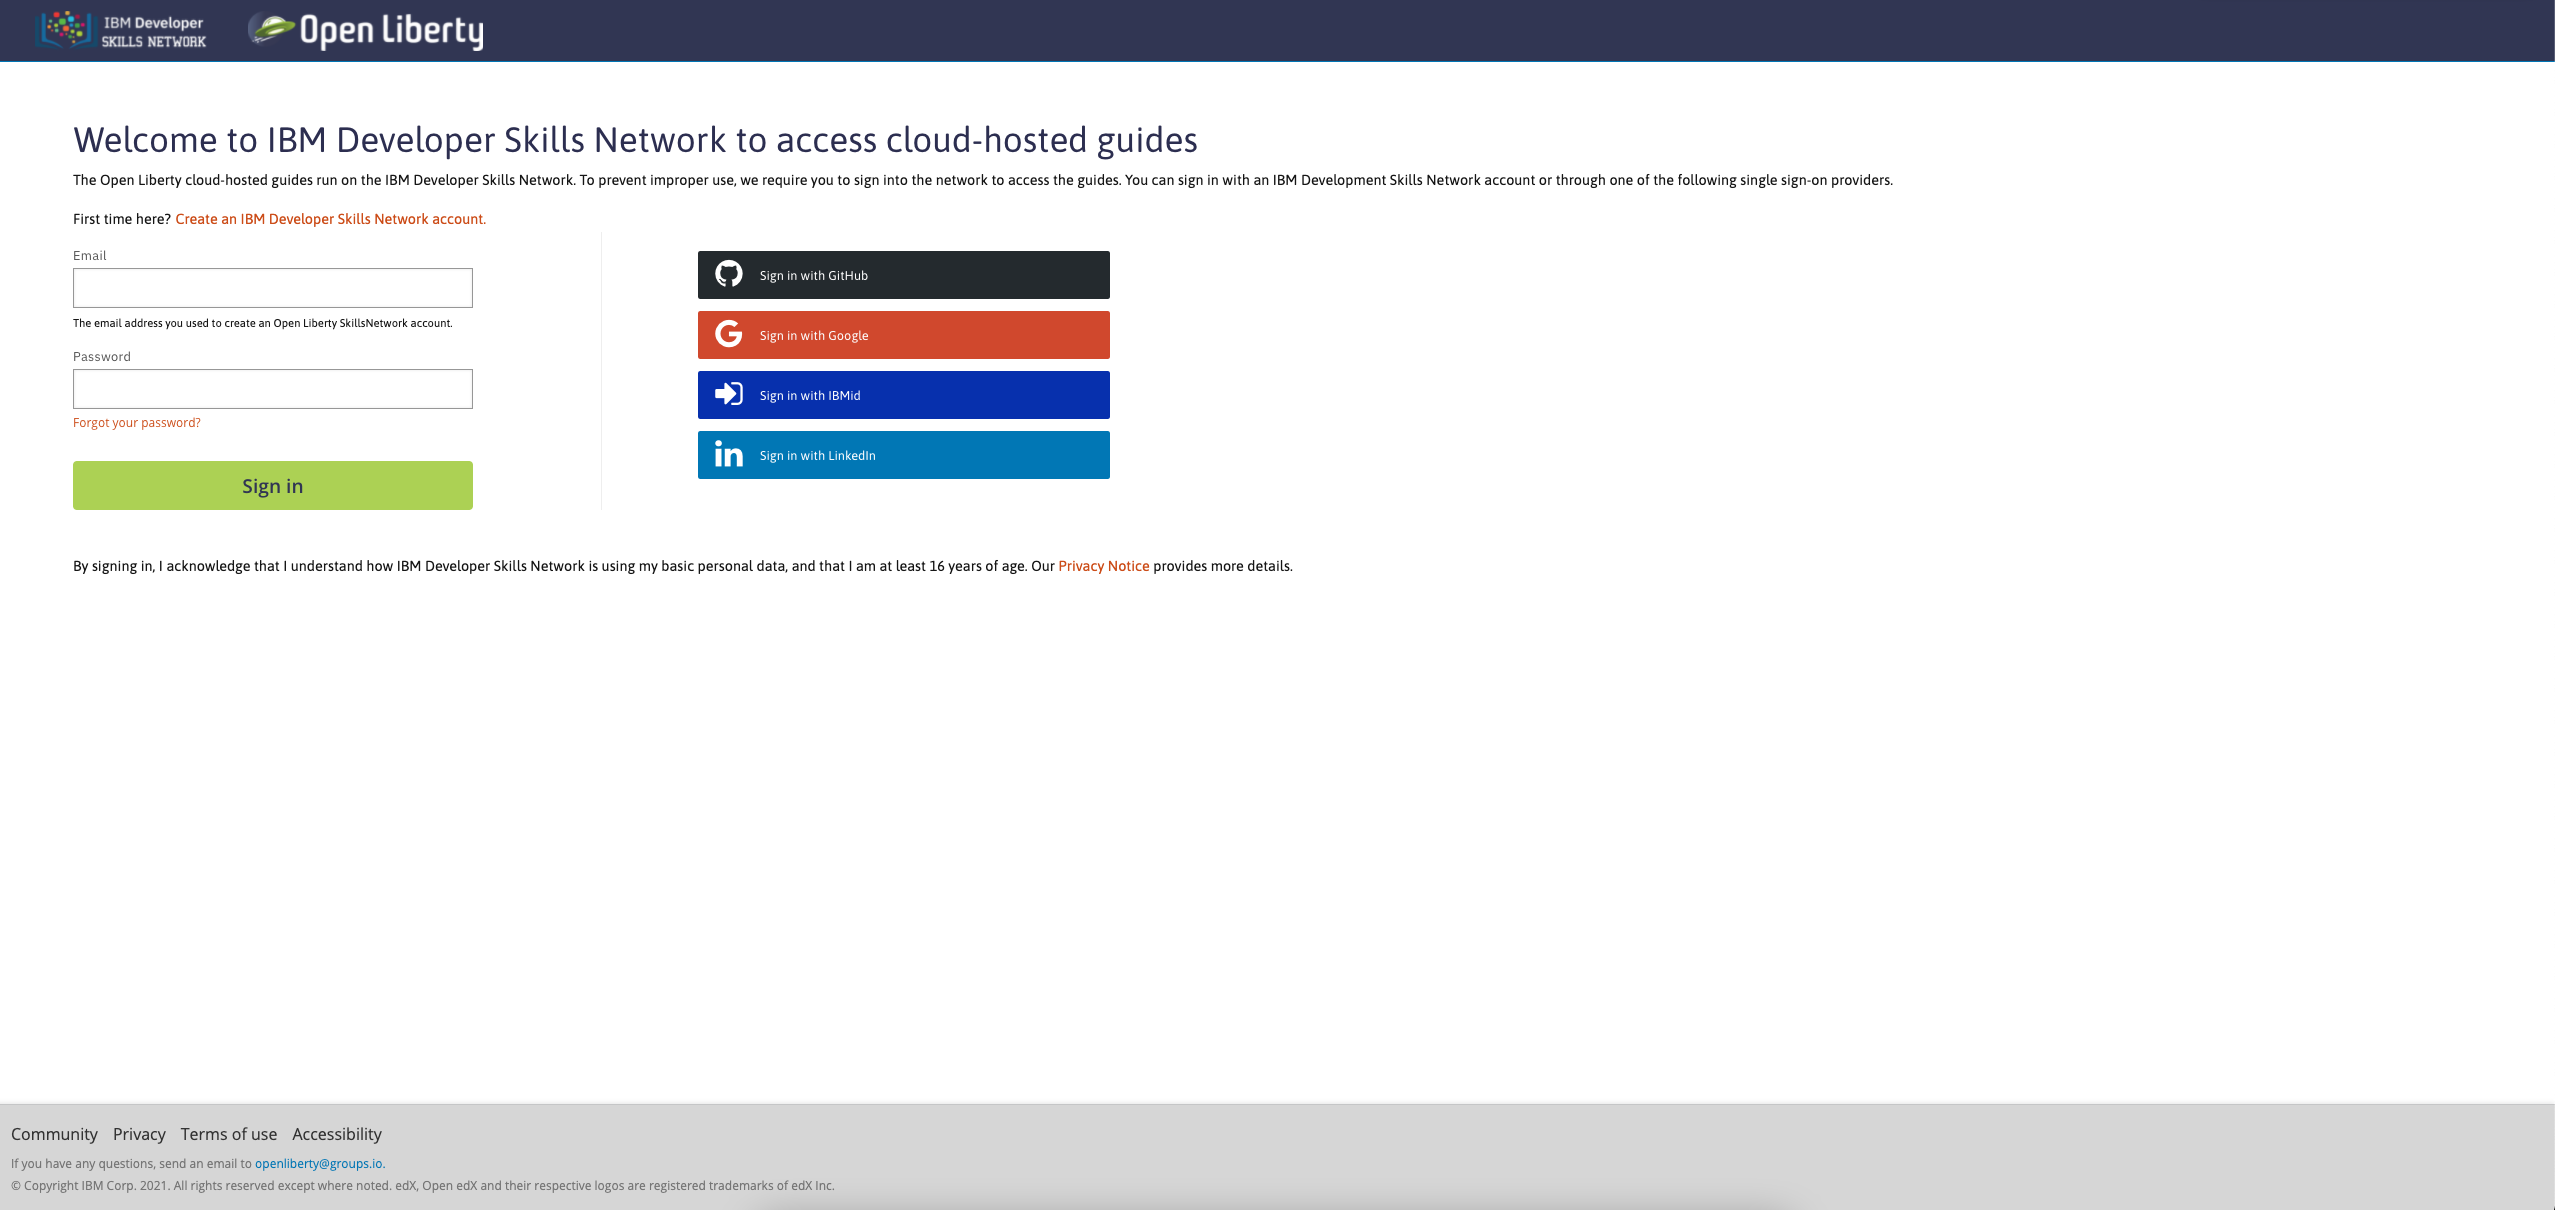 IBM Developer
SKILLS NETWORK
Open Liberty
Welcome to IBM Developer Skills Network to access cloud-hosted guides
The Open Liberty cloud-hosted guides run on the IBM Developer Skills Network. To prevent improper use, we require you to sign into the network to access the guides. You can sign in with an IBM Development Skills Network account or through one of the following single sign-on providers.
First time here? Create an IBM Developer Skills Network account.
Email
The email address you used to create an Open Liberty SkillsNetwork account.
Password
Forgot your password?
Sign in
Sign in with GitHub
Sign in with Google
Sign in with IBMid
Sign in with LinkedIn
By signing in, I acknowledge that I understand how IBM Developer Skills Network is using my basic personal data, and that I am at least 16 years of age. Our Privacy Notice provides more details.
Community Privacy Terms of use Accessibility
If you have any questions, send an email to openliberty@groups.io.
© Copyright IBM Corp. 2021. All rights reserved except where noted. edX, Open edX and their respective logos are registered trademarks of edX Inc.